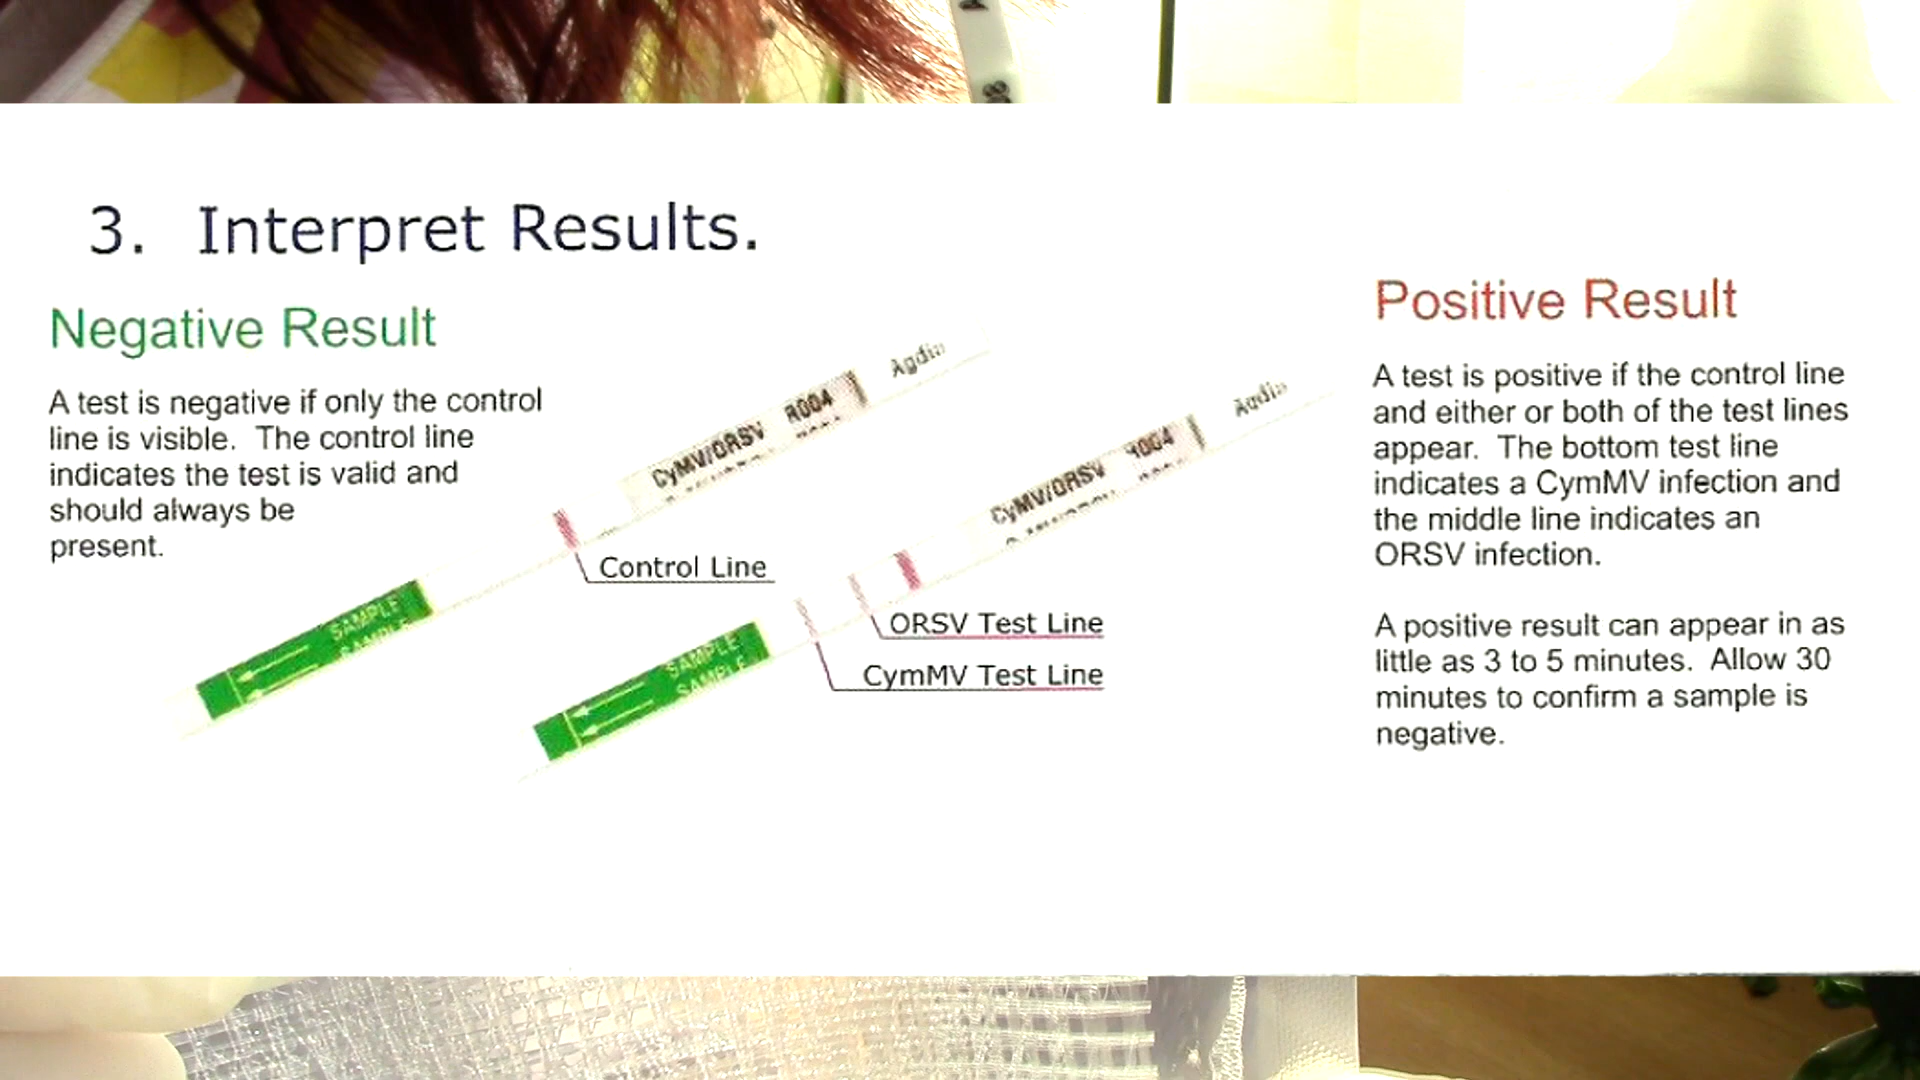 3. Interpret Results.
Negative Result
A test is negative if only the control
line is visible. The control line
indicates the test is valid and
should always be
present.
Agdia
CyMV/ORSV R004
Control Line
SAMPLE
SAMPLE
CyMV/ORSV
ORSV Test Line
CymMV Test Line
SAMPLE
SAMPLE
Positive Result
A test is positive if the control line
and either or both of the test lines
appear. The bottom test line
indicates a CymMV infection and
the middle line indicates an
ORSV infection.
A positive result can appear in as
little as 3 to 5 minutes. Allow 30
minutes to confirm a sample is
negative.